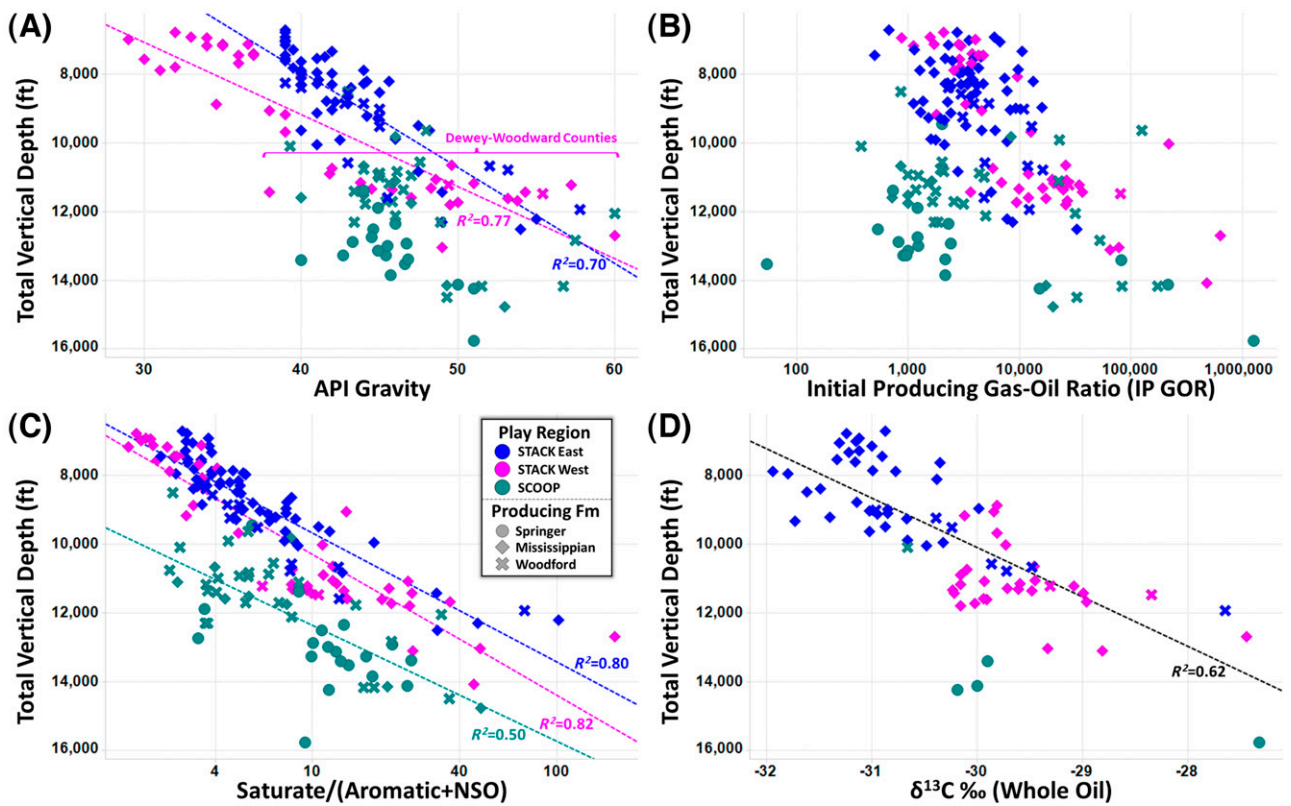 (A)
Total Vertical Depth (ft)
8,000
10,000
12,000
14,000
16,000
Dewey-Woodward Counties
R²=0.77
R²=0.70
30
40
50
60
API Gravity
(B)
Total Vertical Depth (ft)
8,000
10,000
12,000
14,000
16,000
100
1,000
10,000
100,000
1,000,000
Initial Producing Gas-Oil Ratio (IP GOR)
(C)
Total Vertical Depth (ft)
8,000
10,000
12,000
14,000
16,000
Play Region
STACK East
STACK West
SCOOP
Producing Fm
Springer
Mississippian
Woodford
R²=0.80
R²=0.82
R²=0.50
4
10
40
100
Saturate/(Aromatic+NSO)
(D)
Total Vertical Depth (ft)
8,000
10,000
12,000
14,000
16,000
R²=0.62
-32
-31
-30
-29
-28
δ¹³C ‰ (Whole Oil)